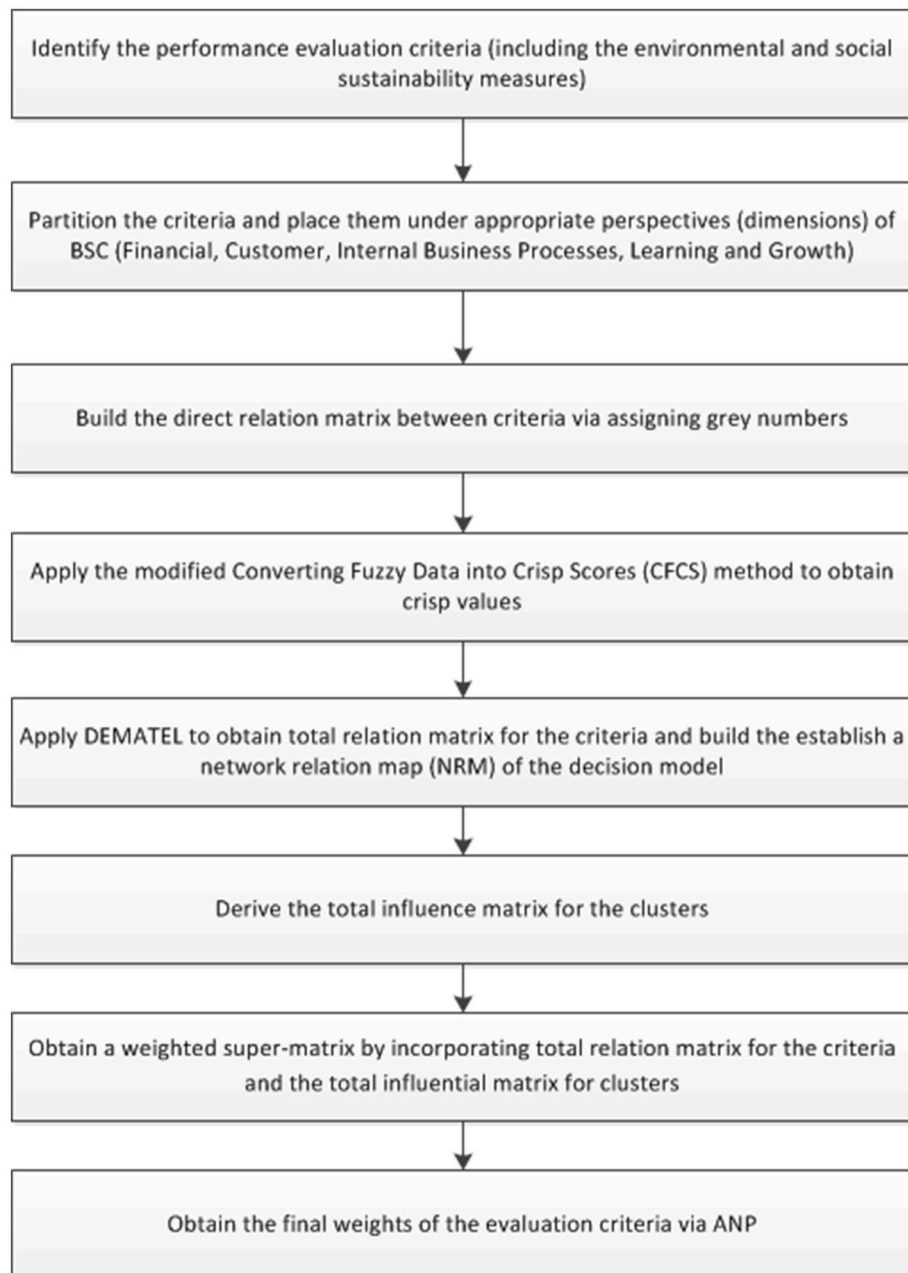 Identify the performance evaluation criteria (including the environmental and social
sustainability measures)
Partition the criteria and place them under appropriate perspectives (dimensions) of
BSC (Financial, Customer, Internal Business Processes, Learning and Growth)
Build the direct relation matrix between criteria via assigning grey numbers
Apply the modified Converting Fuzzy Data into Crisp Scores (CFCS) method to obtain
crisp values
Apply DEMATEL to obtain total relation matrix for the criteria and build the establish a
network relation map (NRM) of the decision model
Derive the total influence matrix for the clusters
Obtain a weighted super-matrix by incorporating total relation matrix for the criteria
and the total influential matrix for clusters
Obtain the final weights of the evaluation criteria via ANP